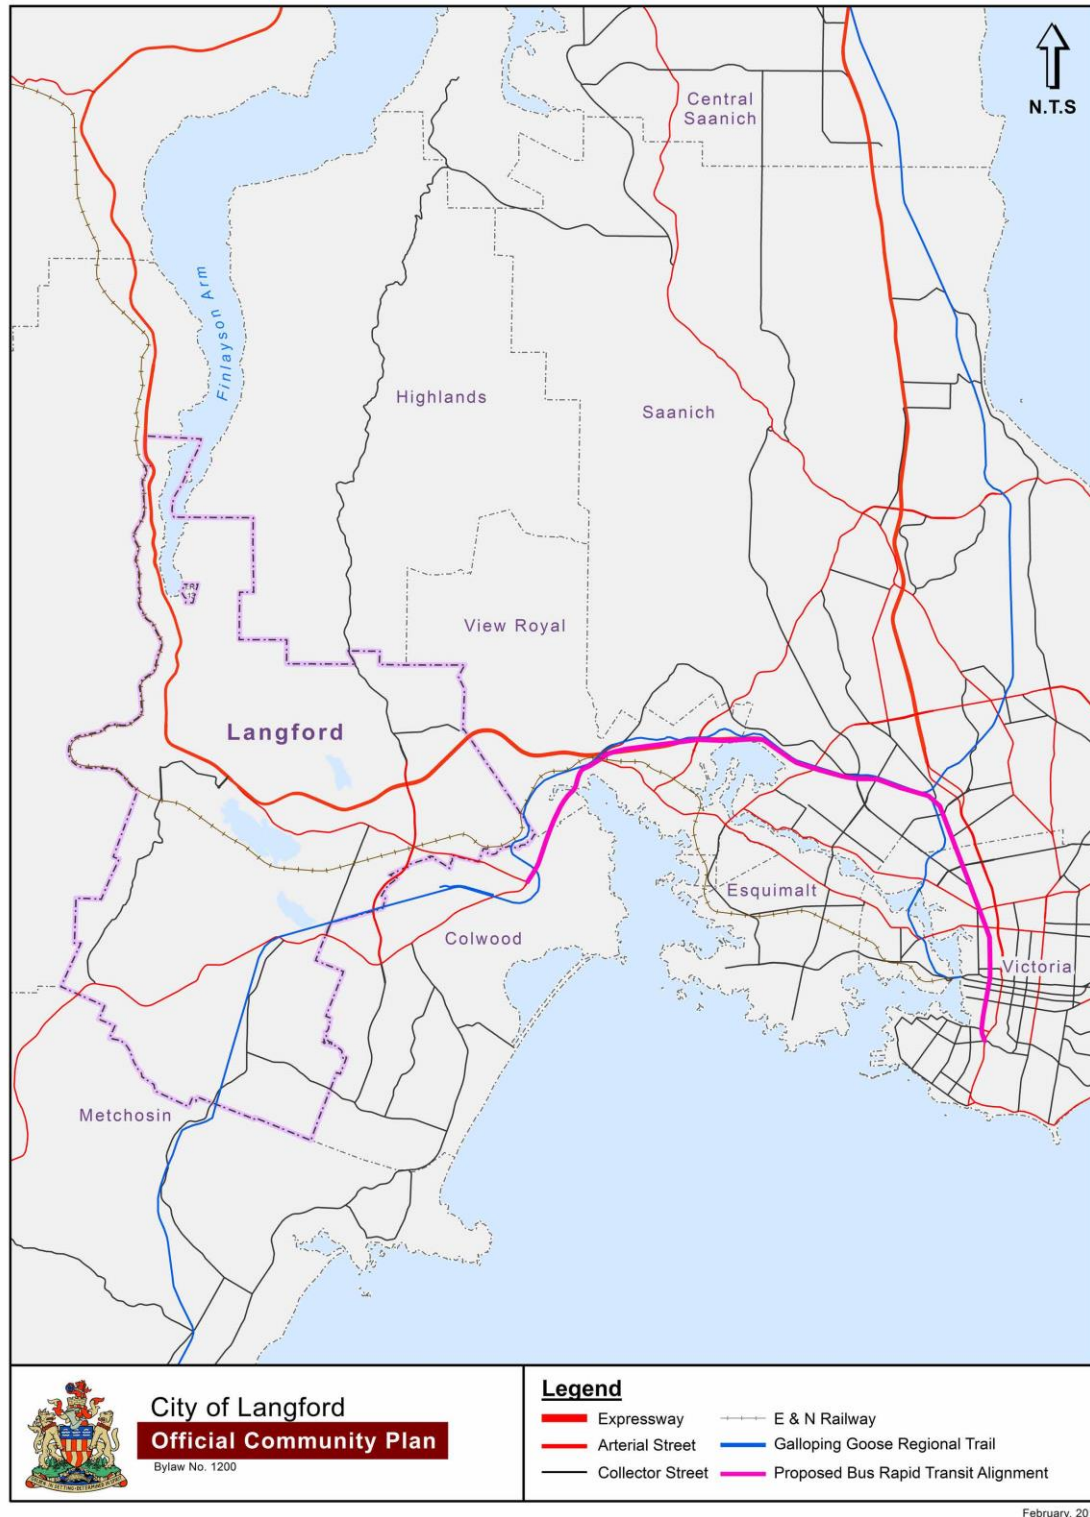 N.T.S
Central
Saanich
Finlayson Arm
Highlands
Saanich
View Royal
Langford
Esquimalt
Colwood
Victoria
Metchosin
City of Langford
Official Community Plan
Bylaw No. 1200
Legend
Expressway
Arterial Street
Collector Street
E & N Railway
Galloping Goose Regional Trail
Proposed Bus Rapid Transit Alignment
February, 20